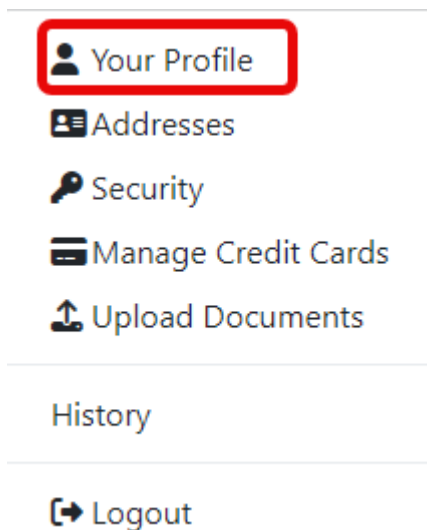 Your Profile
Addresses
Security
Manage Credit Cards
Upload Documents
History
Logout